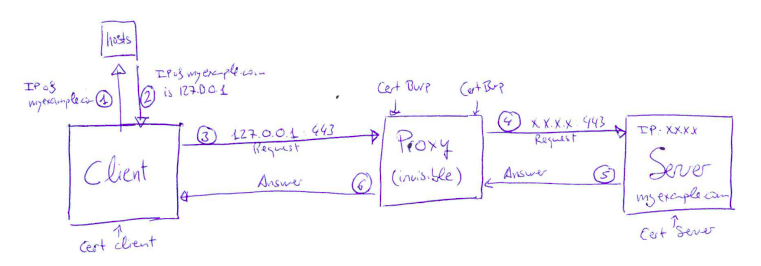 hosts
IP of
myexample.com ①
② IP of myexample.com
is 127.0.0.1
Client
Cert client
③ 127.0.0.1:443
Request
Answer ⑥
Cert Burp Cert Burp
Proxy
(invisible)
④ X.X.X.X:443
Request
Answer ⑤
IP: X.X.X.X
Server
myexample.com
Cert Server